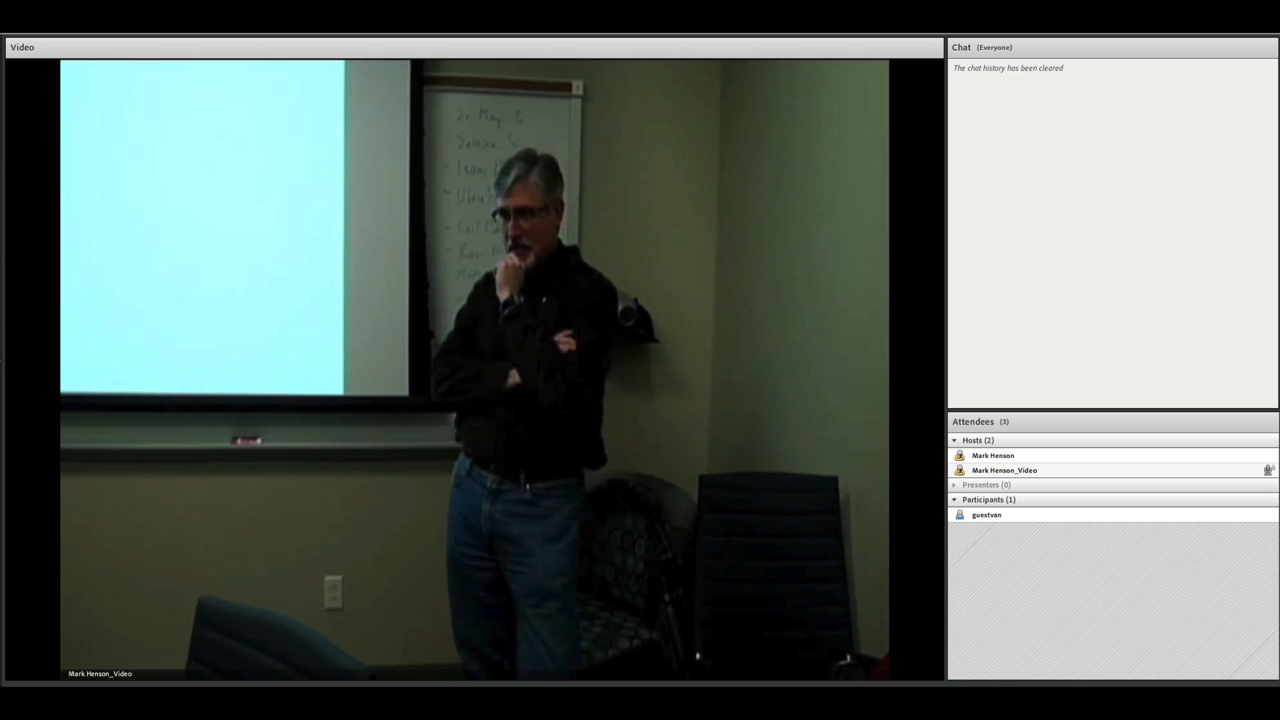 Video
Chat (Everyone)
The chat history has been cleared
Attendees (3)
Hosts (2)
Mark Henson
Mark Henson_Video
Presenters (0)
Participants (1)
guestvan
Mark Henson_Video